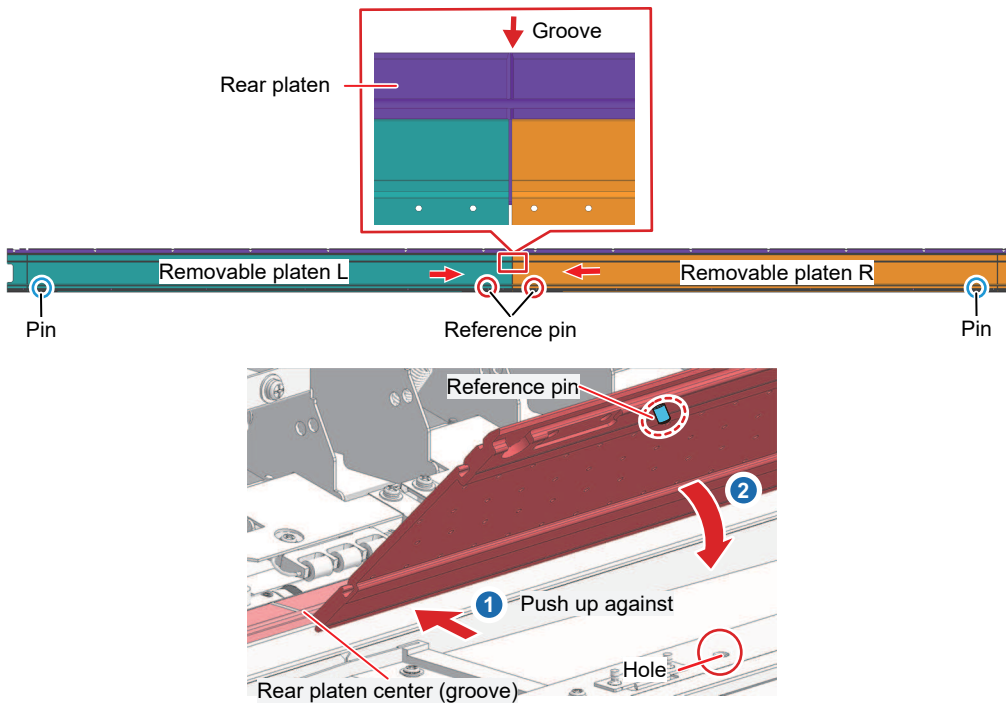 Groove
Rear platen
Removable platen L
Removable platen R
Pin
Reference pin
Pin
Reference pin
2
1
Push up against
Hole
Rear platen center (groove)